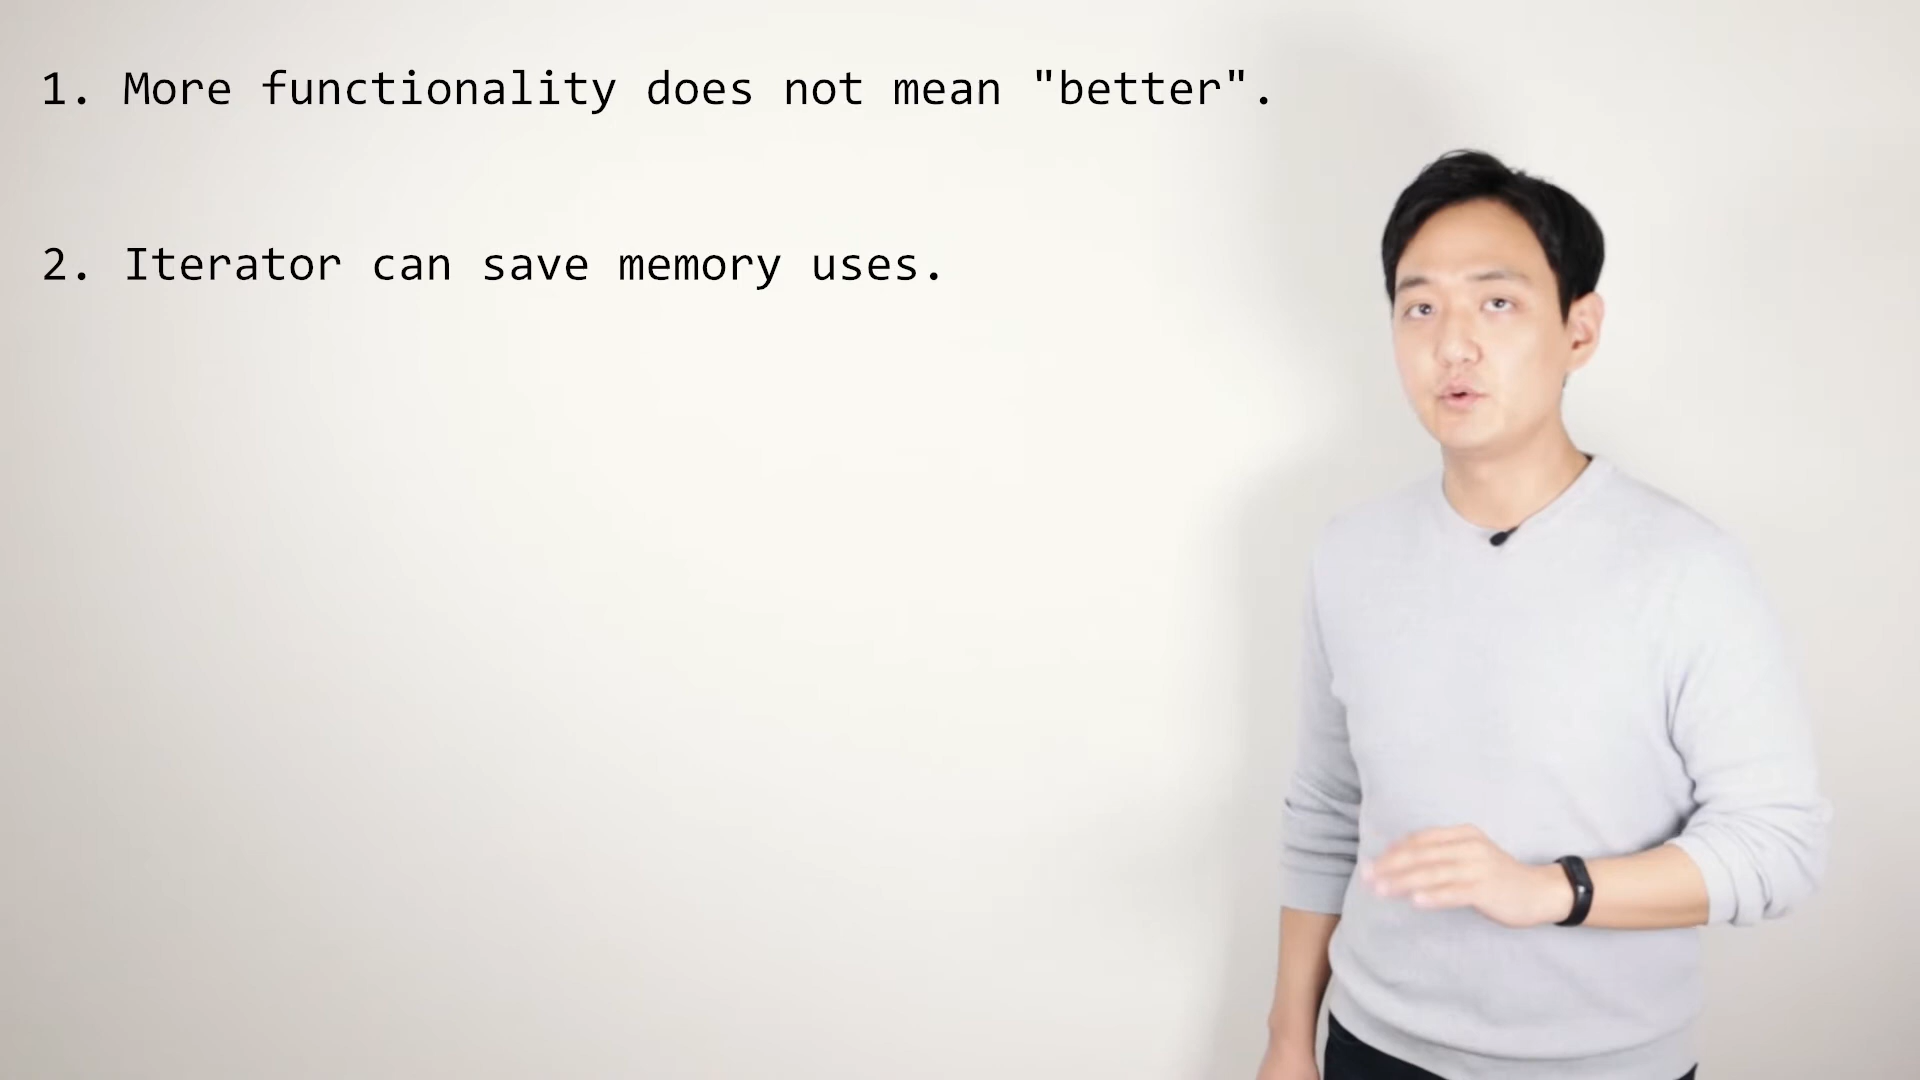 1. More functionality does not mean "better".
2. Iterator can save memory uses.